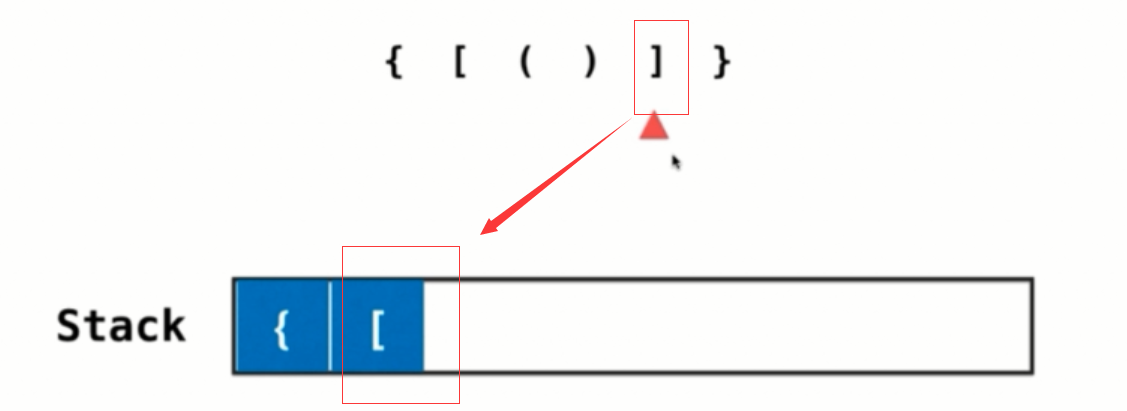 { [ ( ) ] }
Stack { [